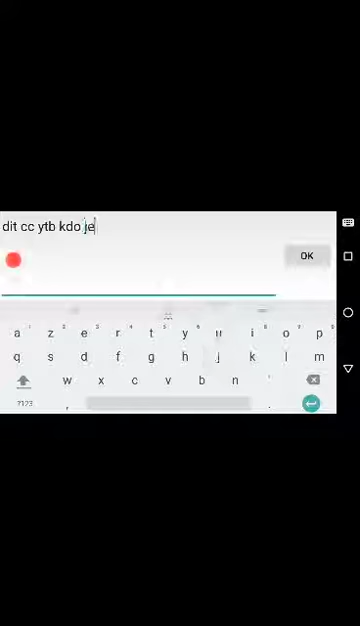 dit cc ytb kdo je
OK
a z e r t y u i o p
q s d f g h j k l m
w x c v b n '
?123 , .